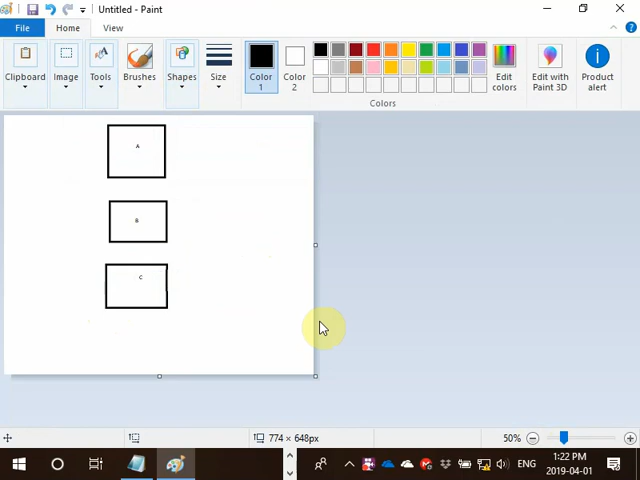 Untitled - Paint
File Home View
Clipboard Image Tools Brushes Shapes Size Color 1 Color 2 Edit colors Edit with Paint 3D Product alert
Colors
A
B
C
774 × 648px 50%
ENG 1:22 PM
2019-04-01